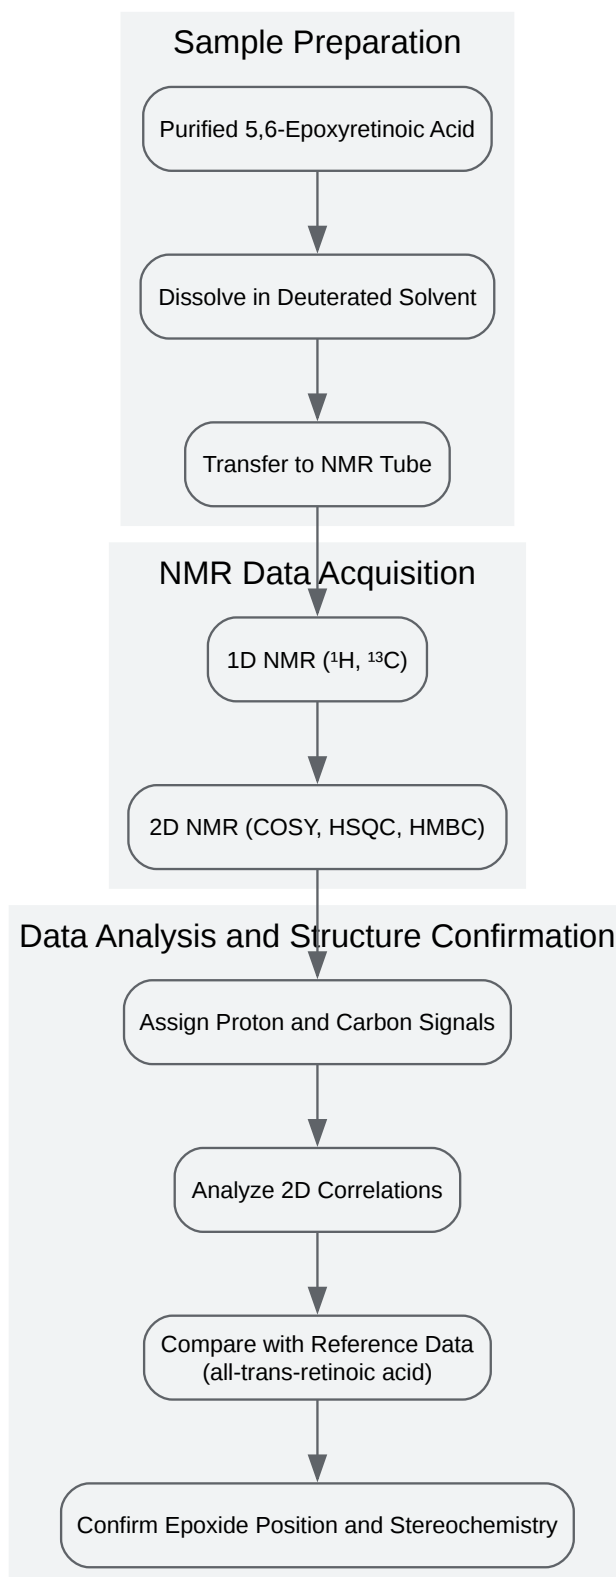 Sample Preparation
Purified 5,6-Epoxyretinoic Acid
Dissolve in Deuterated Solvent
Transfer to NMR Tube
NMR Data Acquisition
1D NMR (¹H, ¹³C)
2D NMR (COSY, HSQC, HMBC)
Data Analysis and Structure Confirmation
Assign Proton and Carbon Signals
Analyze 2D Correlations
Compare with Reference Data
(all-trans-retinoic acid)
Confirm Epoxide Position and Stereochemistry